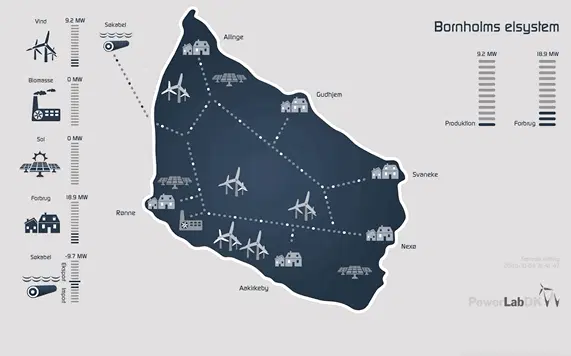 Bornholms elsystem
Vind 9.2 MW
Søkabel
Biomasse 0 MW
Sol 0 MW
Forbrug 18.9 MW
Søkabel -9.7 MW
Eksport
Import
Allinge
Gudhjem
Svaneke
Nexø
Aakirkeby
Rønne
9.2 MW 18.9 MW
Produktion Forbrug
PowerLabDK